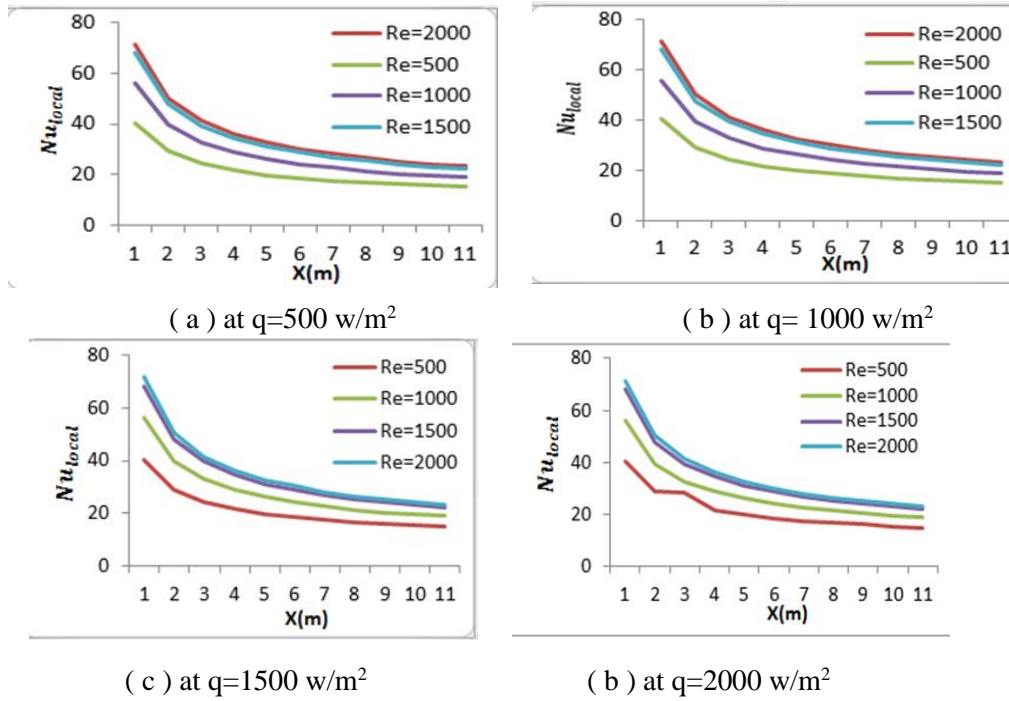 80
60
40
20
0
Nu_local
Re=2000
Re=500
Re=1000
Re=1500
1 2 3 4 5 6 7 8 9 10 11
X(m)
( a ) at q=500 w/m²
80
60
40
20
0
Nu_local
Re=2000
Re=500
Re=1000
Re=1500
1 2 3 4 5 6 7 8 9 10 11
X(m)
( b ) at q= 1000 w/m²
80
60
40
20
0
Nu_local
Re=500
Re=1000
Re=1500
Re=2000
1 2 3 4 5 6 7 8 9 10 11
X(m)
( c ) at q=1500 w/m²
80
60
40
20
0
Nu_local
Re=500
Re=1000
Re=1500
Re=2000
1 2 3 4 5 6 7 8 9 10 11
X(m)
( b ) at q=2000 w/m²